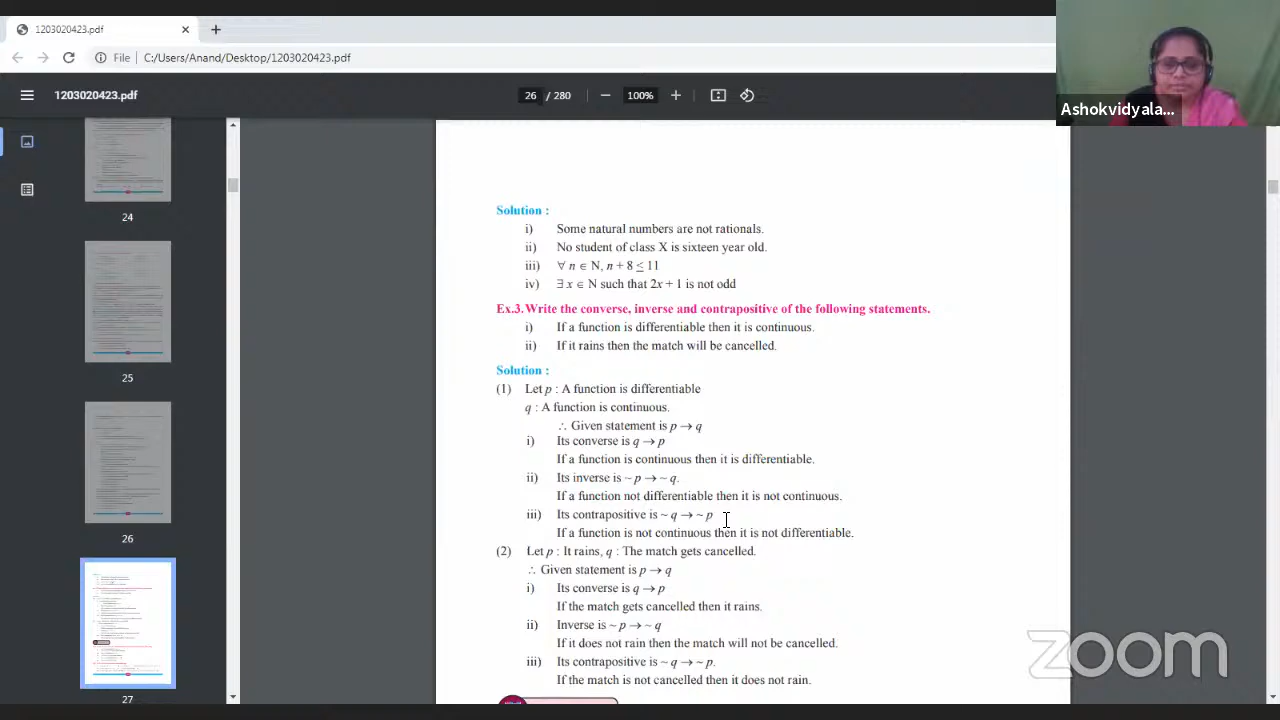 1203020423.pdf
File
C:/Users/Anand/Desktop/1203020423.pdf
Ashokvidyala...
1203020423.pdf
26 / 280
100%
24
25
26
27
Solution :
i) Some natural numbers are not rationals.
ii) No student of class X is sixteen year old.
iii) ∀ n ∈ N, n + 8 ≤ 11
iv) ∃ x ∈ N such that 2x + 1 is not odd
Ex.3. Write the converse, inverse and contrapositive of the following statements.
i) If a function is differentiable then it is continuous.
ii) If it rains then the match will be cancelled.
Solution :
(1) Let p : A function is differentiable
q : A function is continuous.
∴ Given statement is p → q
i) Its converse is q → p
If a function is continuous then it is differentiable.
ii) Its inverse is ~ p → ~ q.
If a function not differentiable then it is not continuous.
iii) Its contrapositive is ~ q → ~ p
If a function is not continuous then it is not differentiable.
(2) Let p : It rains, q : The match gets cancelled.
∴ Given statement is p → q
i) Its converse is q → p
If the match gets cancelled then it rains.
ii) Inverse is ~ p → ~ q
If it does not rain then the match will not be cancelled.
iii) Its contrapositive is ~ q → ~ p.
If the match is not cancelled then it does not rain.
zoom